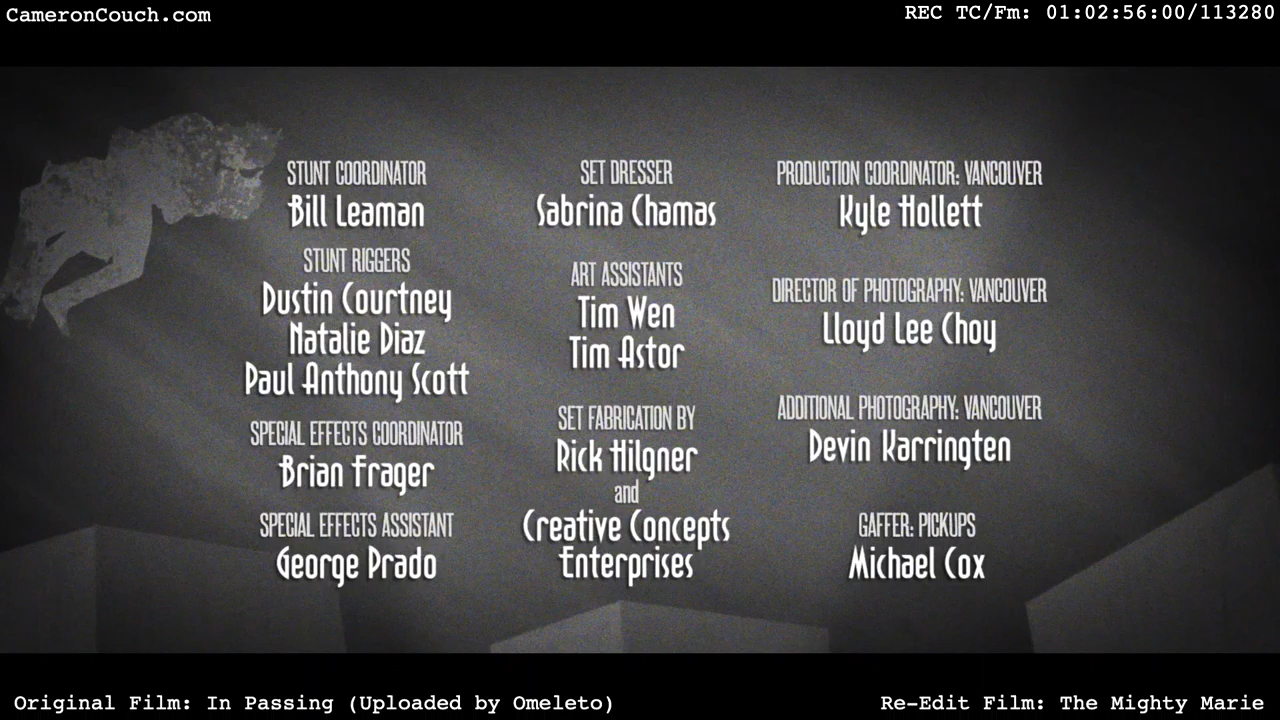 CameronCouch.com
REC TC/Fm: 01:02:56:00/113280
STUNT COORDINATOR
Bill Leaman
STUNT RIGGERS
Dustin Courtney
Natalie Diaz
Paul Anthony Scott
SPECIAL EFFECTS COORDINATOR
Brian Frager
SPECIAL EFFECTS ASSISTANT
George Prado
SET DRESSER
Sabrina Chamas
ART ASSISTANTS
Tim Wen
Tim Astor
SET FABRICATION BY
Rick Hilgner
and
Creative Concepts
Enterprises
PRODUCTION COORDINATOR: VANCOUVER
Kyle Hollett
DIRECTOR OF PHOTOGRAPHY: VANCOUVER
Lloyd Lee Choy
ADDITIONAL PHOTOGRAPHY: VANCOUVER
Devin Karringten
GAFFER: PICKUPS
Michael Cox
Original Film: In Passing (Uploaded by Omeleto)
Re-Edit Film: The Mighty Marie